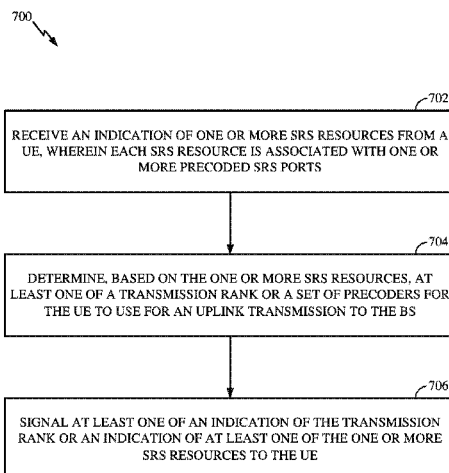 700
702
RECEIVE AN INDICATION OF ONE OR MORE SRS RESOURCES FROM A
UE, WHEREIN EACH SRS RESOURCE IS ASSOCIATED WITH ONE OR
MORE PRECODED SRS PORTS
704
DETERMINE, BASED ON THE ONE OR MORE SRS RESOURCES, AT
LEAST ONE OF A TRANSMISSION RANK OR A SET OF PRECODERS FOR
THE UE TO USE FOR AN UPLINK TRANSMISSION TO THE BS
706
SIGNAL AT LEAST ONE OF AN INDICATION OF THE TRANSMISSION
RANK OR AN INDICATION OF AT LEAST ONE OF THE ONE OR MORE
SRS RESOURCES TO THE UE